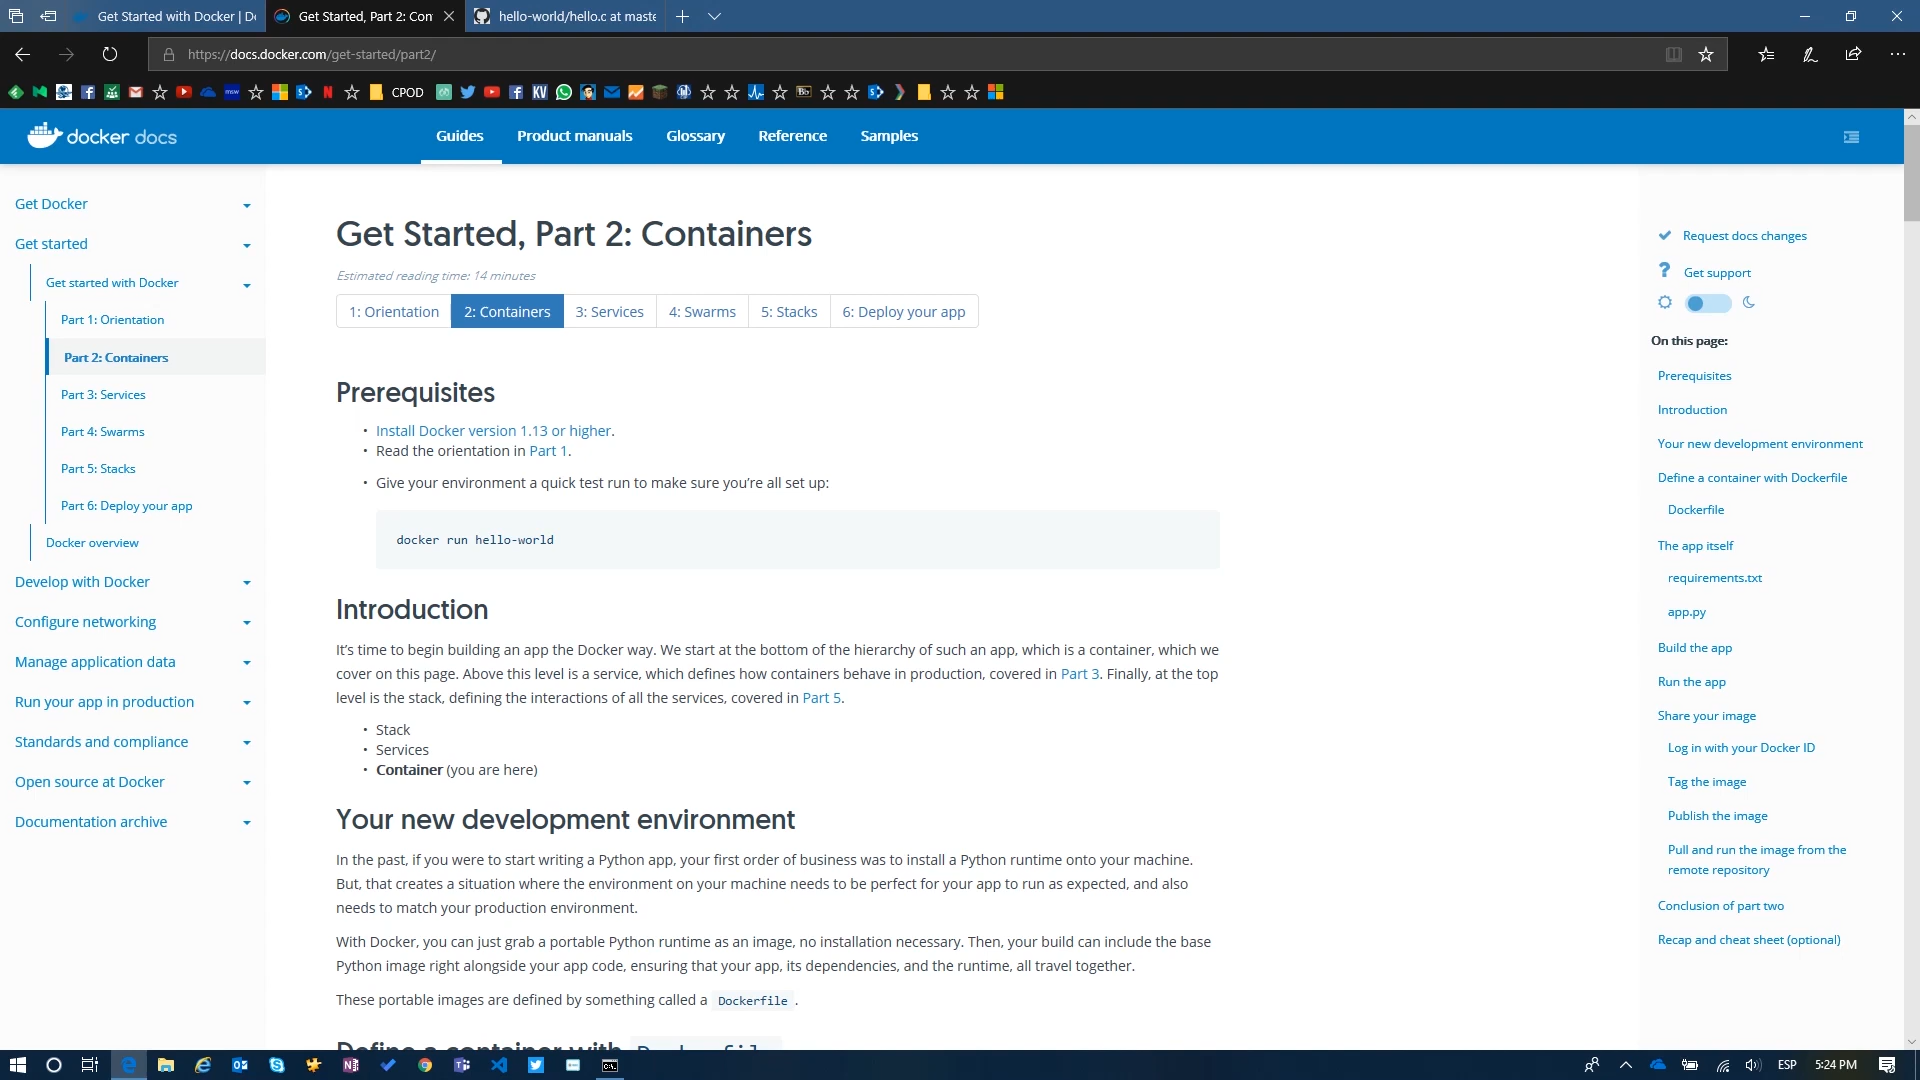 Get Started with Docker | D
Get Started, Part 2: Con
hello-world/hello.c at maste
https://docs.docker.com/get-started/part2/
CPOD
docker docs
Guides
Product manuals
Glossary
Reference
Samples
Get Docker
Get started
Get started with Docker
Part 1: Orientation
Part 2: Containers
Part 3: Services
Part 4: Swarms
Part 5: Stacks
Part 6: Deploy your app
Docker overview
Develop with Docker
Configure networking
Manage application data
Run your app in production
Standards and compliance
Open source at Docker
Documentation archive
Get Started, Part 2: Containers
Estimated reading time: 14 minutes
1: Orientation
2: Containers
3: Services
4: Swarms
5: Stacks
6: Deploy your app
Prerequisites
• Install Docker version 1.13 or higher.
• Read the orientation in Part 1.
• Give your environment a quick test run to make sure you’re all set up:
docker run hello-world
Introduction
It’s time to begin building an app the Docker way. We start at the bottom of the hierarchy of such an app, which is a container, which we
cover on this page. Above this level is a service, which defines how containers behave in production, covered in Part 3. Finally, at the top
level is the stack, defining the interactions of all the services, covered in Part 5.
• Stack
• Services
• Container (you are here)
Your new development environment
In the past, if you were to start writing a Python app, your first order of business was to install a Python runtime onto your machine.
But, that creates a situation where the environment on your machine needs to be perfect for your app to run as expected, and also
needs to match your production environment.
With Docker, you can just grab a portable Python runtime as an image, no installation necessary. Then, your build can include the base
Python image right alongside your app code, ensuring that your app, its dependencies, and the runtime, all travel together.
These portable images are defined by something called a Dockerfile .
Define a container with Dockerfile
Request docs changes
Get support
On this page:
Prerequisites
Introduction
Your new development environment
Define a container with Dockerfile
Dockerfile
The app itself
requirements.txt
app.py
Build the app
Run the app
Share your image
Log in with your Docker ID
Tag the image
Publish the image
Pull and run the image from the
remote repository
Conclusion of part two
Recap and cheat sheet (optional)
ESP
5:24 PM